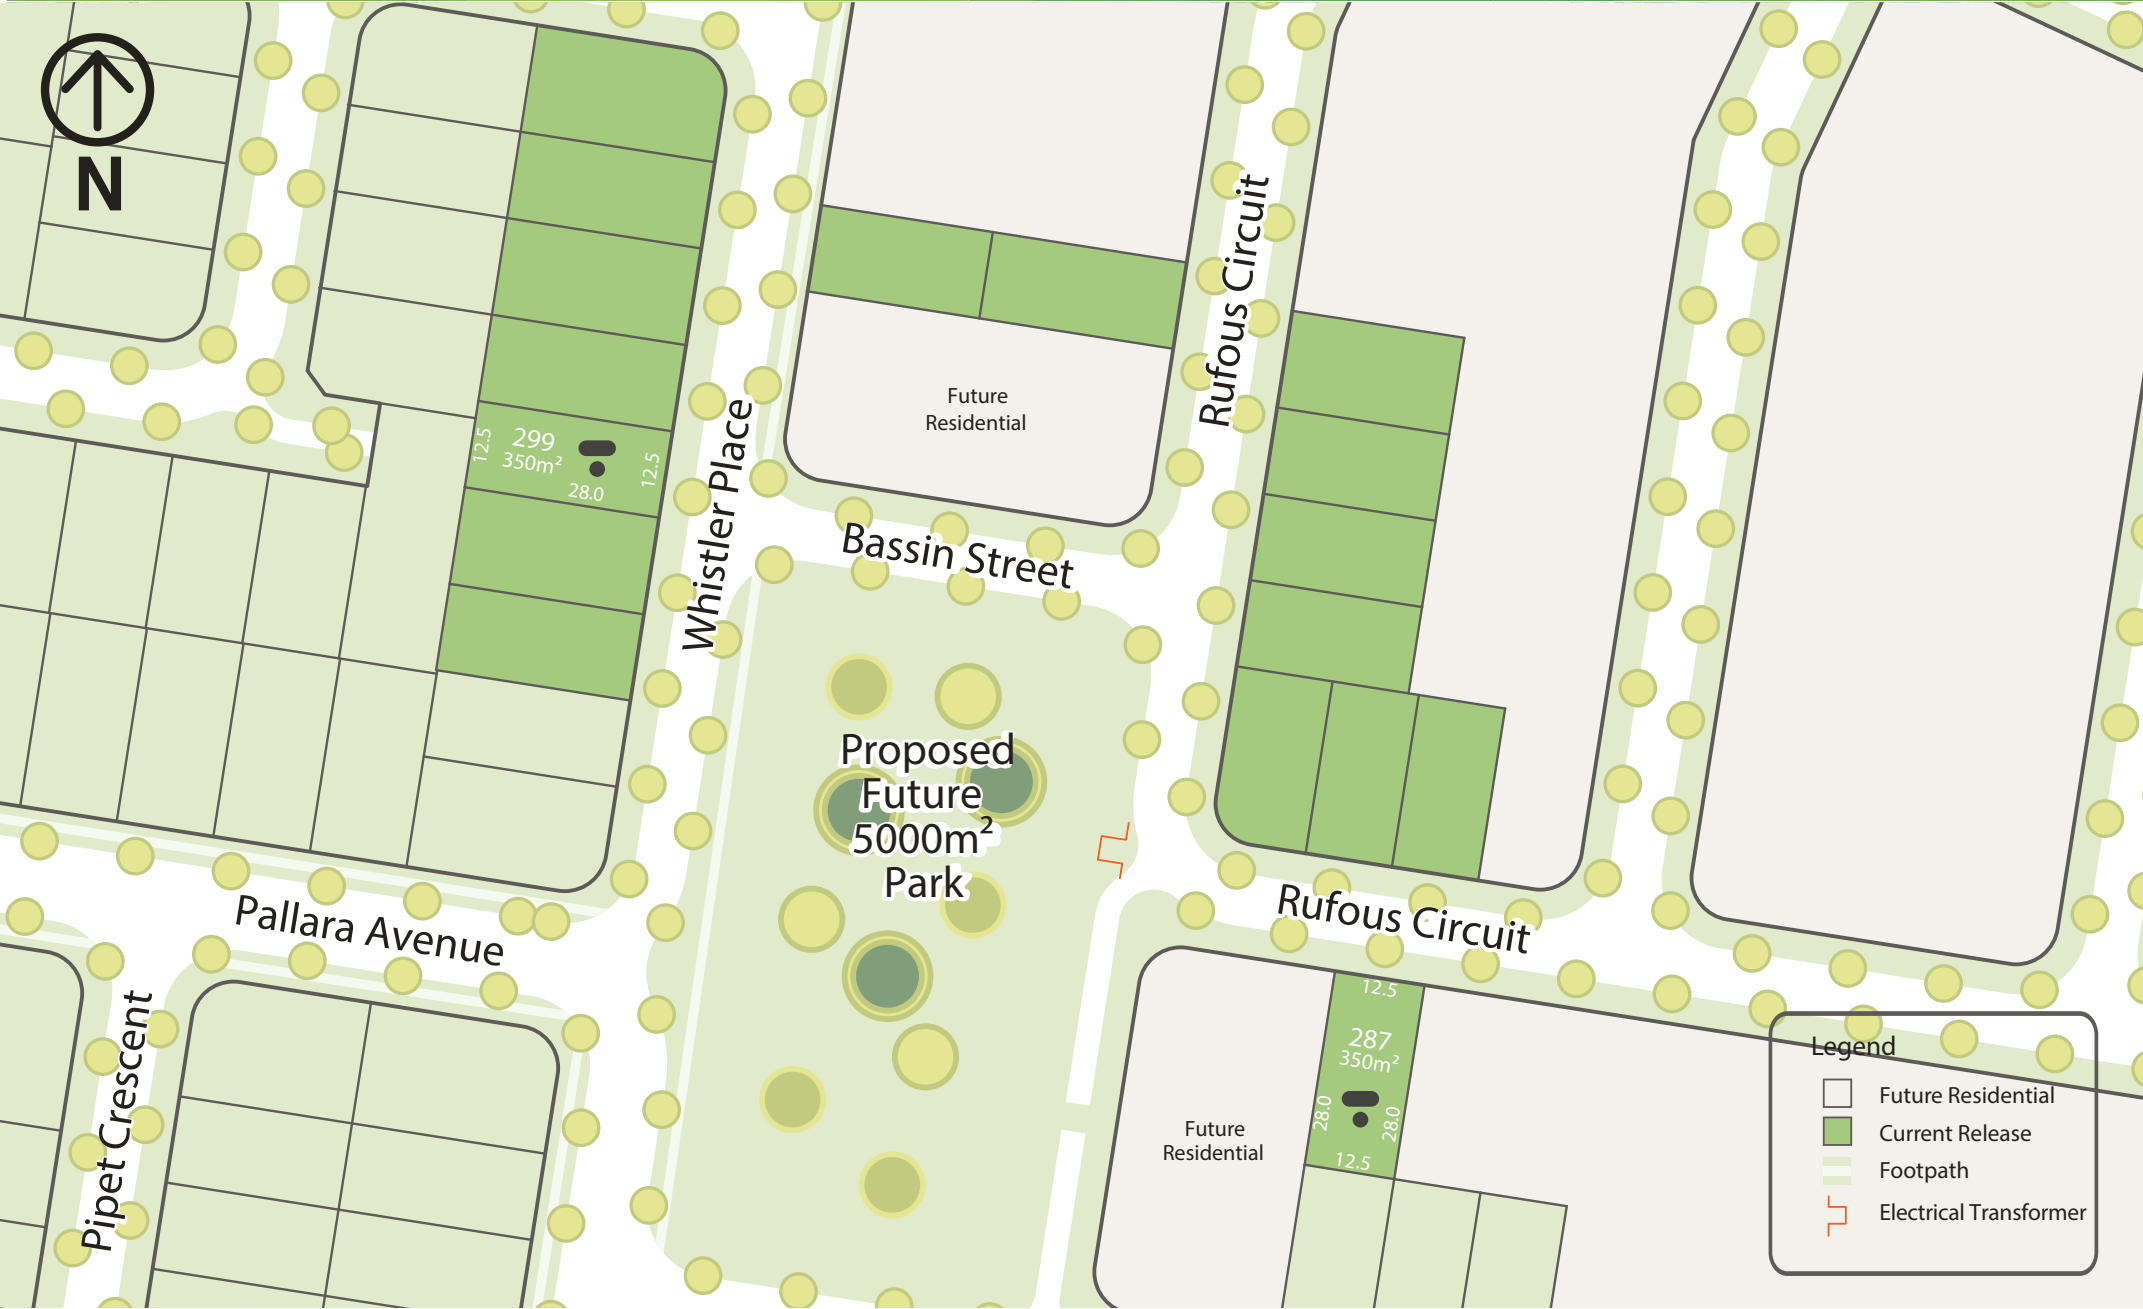 N
Rufous Circuit
Future
Residential
Whistler Place
12.5
299
350m²
28.0
12.5
Bassin Street
Proposed
Future
5000m²
Park
Pallara Avenue
Rufous Circuit
Pipet Crescent
12.5
287
350m²
28.0
28.0
12.5
Future
Residential
Legend
Future Residential
Current Release
Footpath
Electrical Transformer